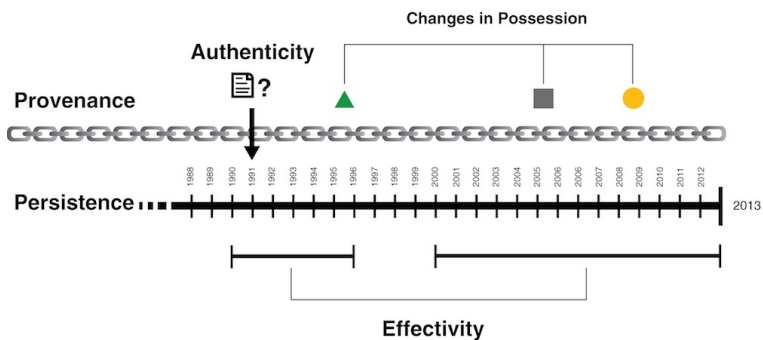 Changes in Possession
Authenticity
?
Provenance
1988 1989 1990 1991 1992 1993 1994 1995 1996 1997 1998 1999 2000 2001 2002 2003 2004 2005 2006 2006 2007 2008 2009 2010 2011 2012
Persistence
2013
Effectivity